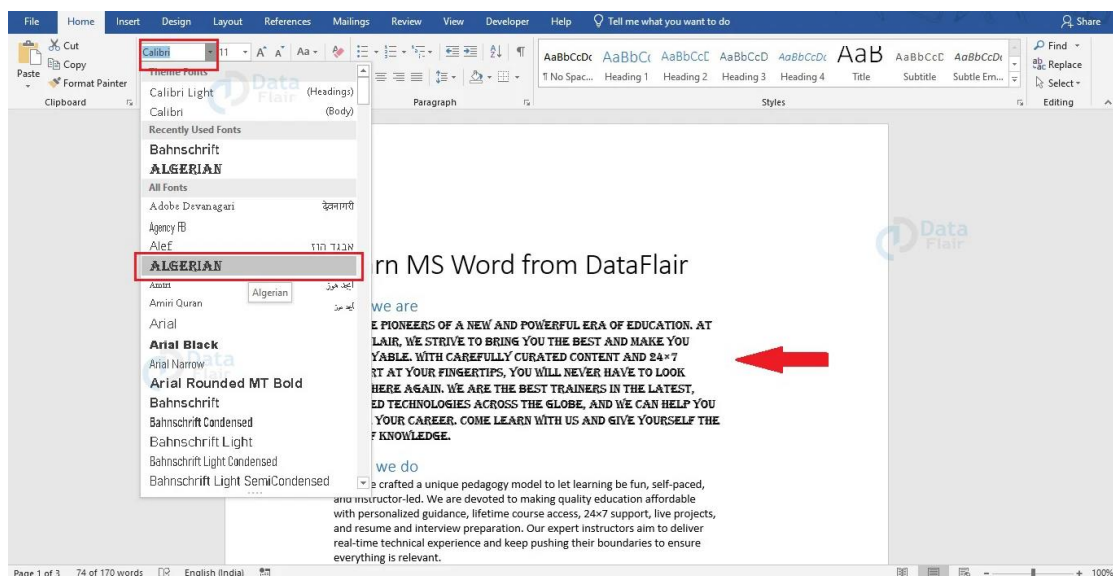 File Home Insert Design Layout References Mailings Review View Developer Help Tell me what you want to do Share
Cut
Copy
Format Painter
Paste
Clipboard
Calibri 11
Paragraph
AaBbCcDc AaBbCc AaBbCcC AaBbCcD AaBbCcDc AaB AaBbCcC AaBbCcDc
¶ No Spac... Heading 1 Heading 2 Heading 3 Heading 4 Title Subtitle Subtle Em...
Styles
Find
Replace
Select
Editing
Theme Fonts
Calibri Light (Headings)
Calibri (Body)
Recently Used Fonts
Bahnschrift
ALGERIAN
All Fonts
Adobe Devanagari देवनागरी
Agency FB
Alef אבגד הוז
ALGERIAN
Algerian
Amiri أبجد هوز
Amiri Quran
Arial
Arial Black
Arial Narrow
Arial Rounded MT Bold
Bahnschrift
Bahnschrift Condensed
Bahnschrift Light
Bahnschrift Light Condensed
Bahnschrift Light SemiCondensed
Data Flair
Data Flair
rn MS Word from DataFlair
we are
E PIONEERS OF A NEW AND POWERFUL ERA OF EDUCATION. AT
LAIR, WE STRIVE TO BRING YOU THE BEST AND MAKE YOU
YABLE. WITH CAREFULLY CURATED CONTENT AND 24×7
RT AT YOUR FINGERTIPS, YOU WILL NEVER HAVE TO LOOK
HERE AGAIN. WE ARE THE BEST TRAINERS IN THE LATEST,
ED TECHNOLOGIES ACROSS THE GLOBE, AND WE CAN HELP YOU
YOUR CAREER. COME LEARN WITH US AND GIVE YOURSELF THE
F KNOWLEDGE.
we do
e crafted a unique pedagogy model to let learning be fun, self-paced,
and instructor-led. We are devoted to making quality education affordable
with personalized guidance, lifetime course access, 24×7 support, live projects,
and resume and interview preparation. Our expert instructors aim to deliver
real-time technical experience and keep pushing their boundaries to ensure
everything is relevant.
Page 1 of 3 74 of 170 words English (India) 100%